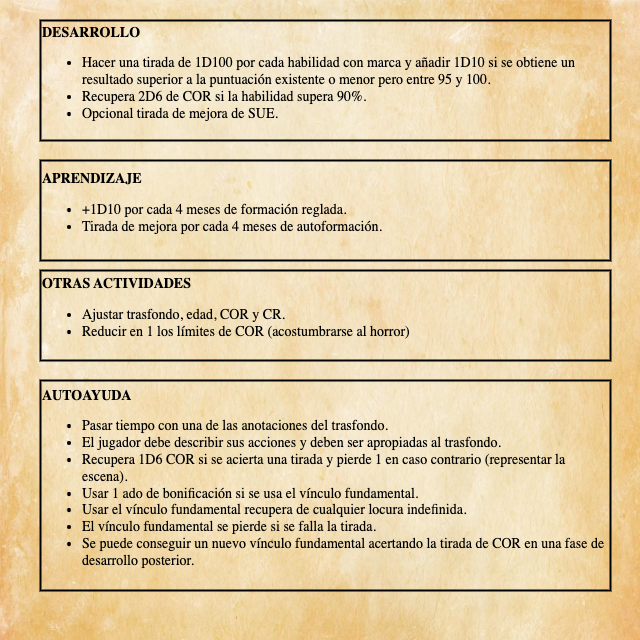 DESARROLLO
• Hacer una tirada de 1D100 por cada habilidad con marca y añadir 1D10 si se obtiene un
resultado superior a la puntuación existente o menor pero entre 95 y 100.
• Recupera 2D6 de COR si la habilidad supera 90%.
• Opcional tirada de mejora de SUE.
APRENDIZAJE
• +1D10 por cada 4 meses de formación reglada.
• Tirada de mejora por cada 4 meses de autoformación.
OTRAS ACTIVIDADES
• Ajustar trasfondo, edad, COR y CR.
• Reducir en 1 los límites de COR (acostumbrarse al horror)
AUTOAYUDA
• Pasar tiempo con una de las anotaciones del trasfondo.
• El jugador debe describir sus acciones y deben ser apropiadas al trasfondo.
• Recupera 1D6 COR si se acierta una tirada y pierde 1 en caso contrario (representar la
escena).
• Usar 1 ado de bonificación si se usa el vínculo fundamental.
• Usar el vínculo fundamental recupera de cualquier locura indefinida.
• El vínculo fundamental se pierde si se falla la tirada.
• Se puede conseguir un nuevo vínculo fundamental acertando la tirada de COR en una fase de
desarrollo posterior.